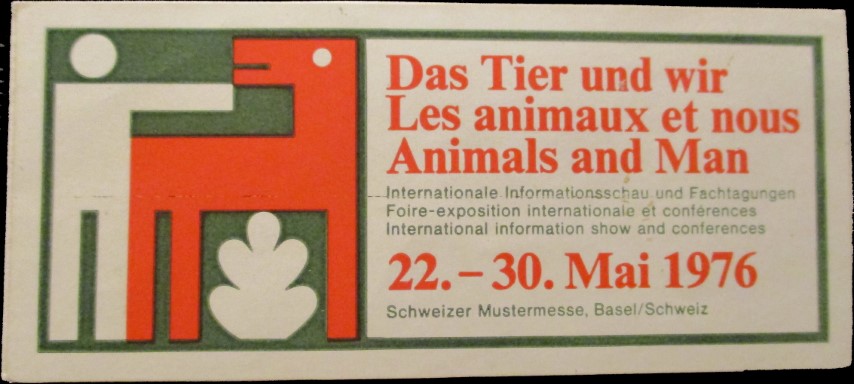 Das Tier und wir
Les animaux et nous
Animals and Man
Internationale Informationsschau und Fachtagungen
Foire-exposition internationale et conférences
International information show and conferences
22.–30. Mai 1976
Schweizer Mustermesse, Basel/Schweiz